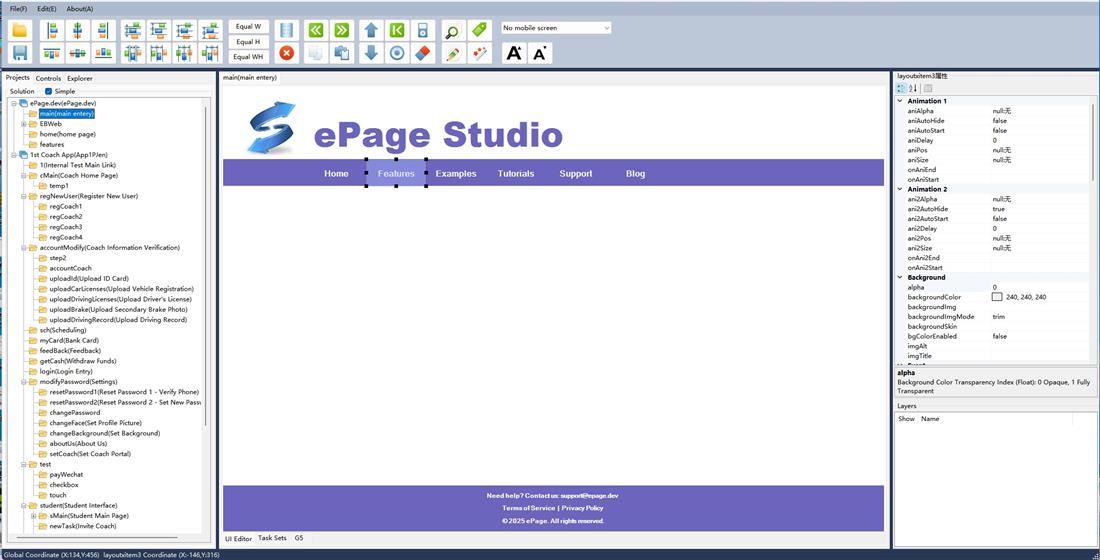 File(F) Edit(E) About(A)
Equal W
Equal H
Equal WH
No mobile screen
A A
Projects Controls Explorer
Solution Simple
ePage.dev(ePage.dev)
main(main entery)
EBWeb
home(home page)
features
1st Coach App(App1PJen)
1(Internal Test Main Link)
cMain(Coach Home Page)
temp1
regNewUser(Register New User)
regCoach1
regCoach2
regCoach3
regCoach4
accountModify(Coach Information Verification)
step2
accountCoach
uploadId(Upload ID Card)
uploadCarLicenses(Upload Vehicle Registration)
uploadDrivingLicenses(Upload Driver's License)
uploadBrake(Upload Secondary Brake Photo)
uploadDrivingRecord(Upload Driving Record)
sch(Scheduling)
myCard(Bank Card)
feedBack(Feedback)
getCash(Withdraw Funds)
login(Login Entry)
modifyPassword(Settings)
resetPassword1(Reset Password 1 - Verify Phone)
resetPassword2(Reset Password 2 - Set New Passw
changePassword
changeFace(Set Profile Picture)
changeBackground(Set Background)
aboutUs(About Us)
setCoach(Set Coach Portal)
test
payWechat
checkbox
touch
student(Student Interface)
sMain(Student Main Page)
newTask(Invite Coach)
main(main entery)
ePage Studio
Home Features Examples Tutorials Support Blog
Need help? Contact us: support@epage.dev
Terms of Service | Privacy Policy
© 2025 ePage. All rights reserved.
UI Editor Task Sets G5
layoutxitem3属性
Animation 1
aniAlpha null:无
aniAutoHide false
aniAutoStart false
aniDelay 0
aniPos null:无
aniSize null:无
onAniEnd
onAniStart
Animation 2
ani2Alpha null:无
ani2AutoHide true
ani2AutoStart false
ani2Delay 0
ani2Pos null:无
ani2Size null:无
onAni2End
onAni2Start
Background
alpha 0
backgroundColor 240, 240, 240
backgroundImg
backgroundImgMode trim
backgroundSkin
bgColorEnabled false
imgAlt
imgTitle
alpha
Background Color Transparency Index (Float): 0 Opaque, 1 Fully
Transparent
Layers
Show Name
Global Coordinate (X:134,Y:456) layoutxitem3 Coordinate (X:-146,Y:316)